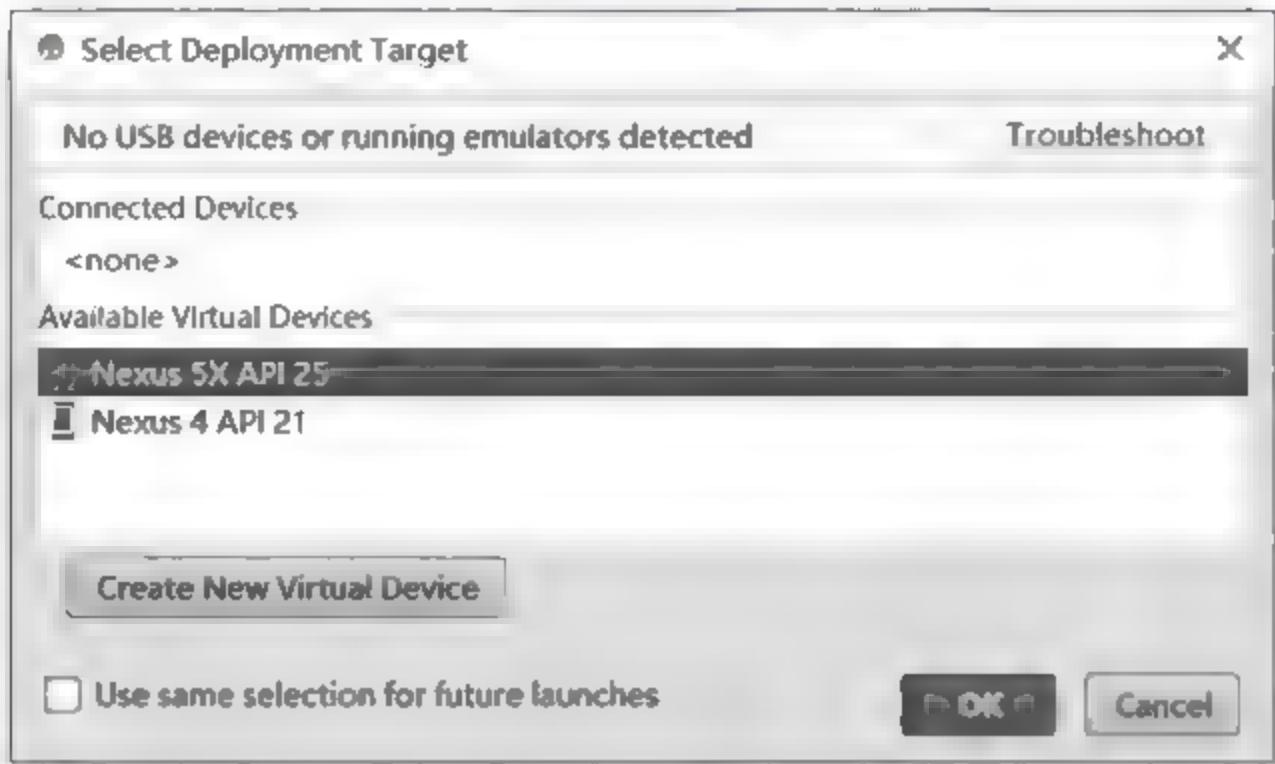 Select Deployment Target
No USB devices or running emulators detected Troubleshoot
Connected Devices
<none>
Available Virtual Devices
Nexus 5X API 25
Nexus 4 API 21
Create New Virtual Device
Use same selection for future launches OK Cancel